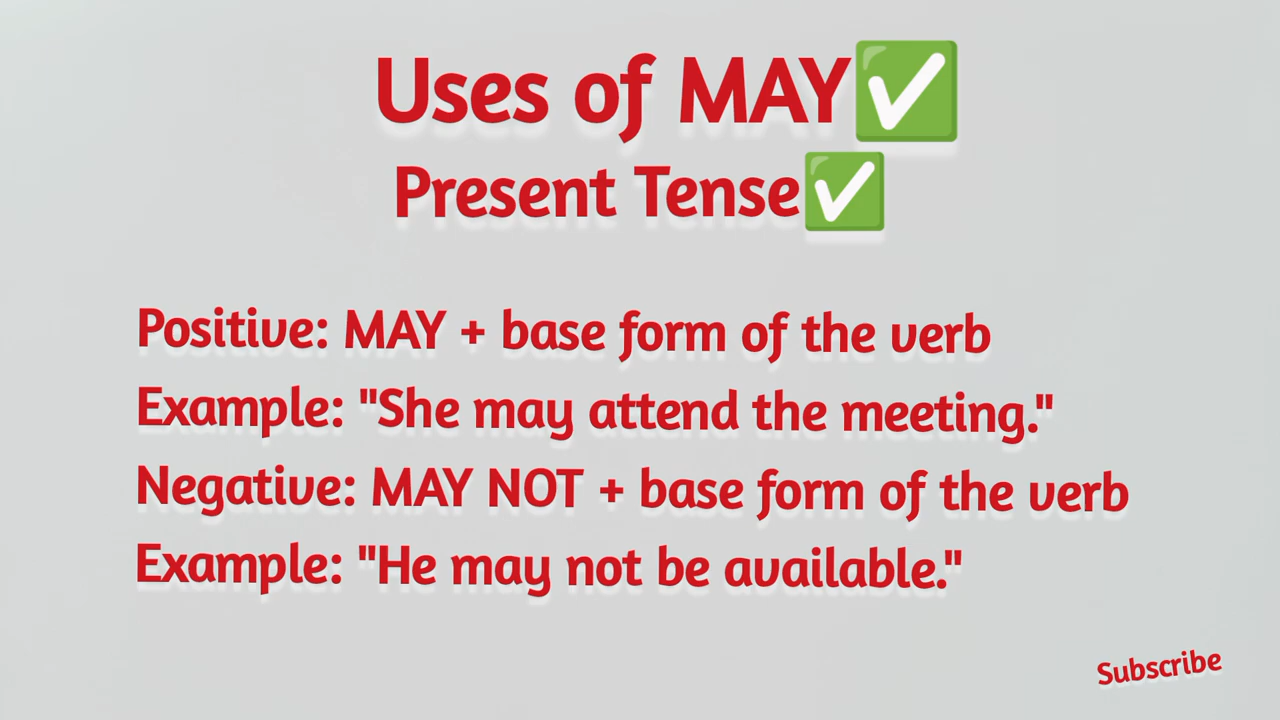 Uses of MAY✅
Present Tense✅
Positive: MAY + base form of the verb
Example: "She may attend the meeting."
Negative: MAY NOT + base form of the verb
Example: "He may not be available."
Subscribe